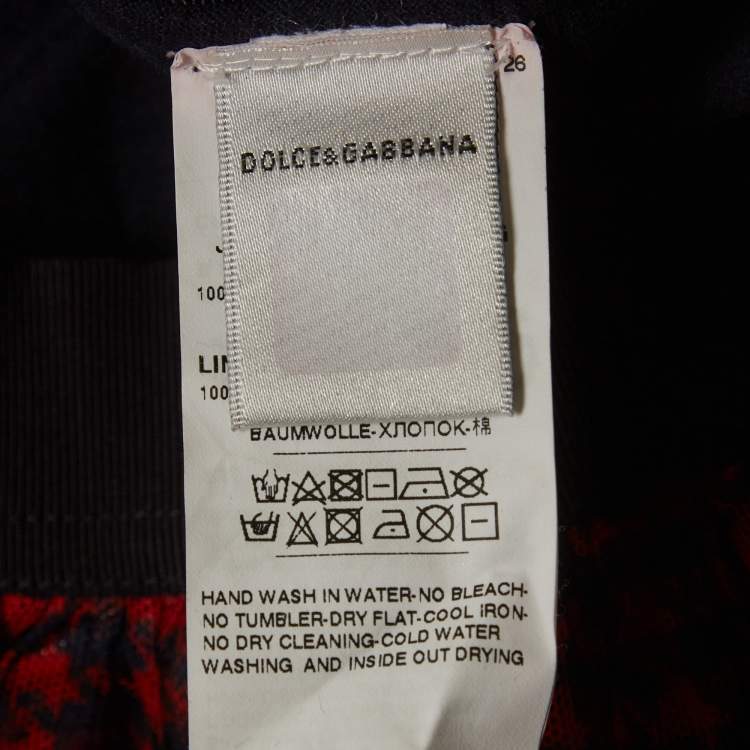 26
DOLCE&GABBANA
100
100
BAUMWOLLE-ХЛОПОК-棉
HAND WASH IN WATER-NO BLEACH-
NO TUMBLER-DRY FLAT-COOL IRON-
NO DRY CLEANING-COLD WATER
WASHING AND INSIDE OUT DRYING